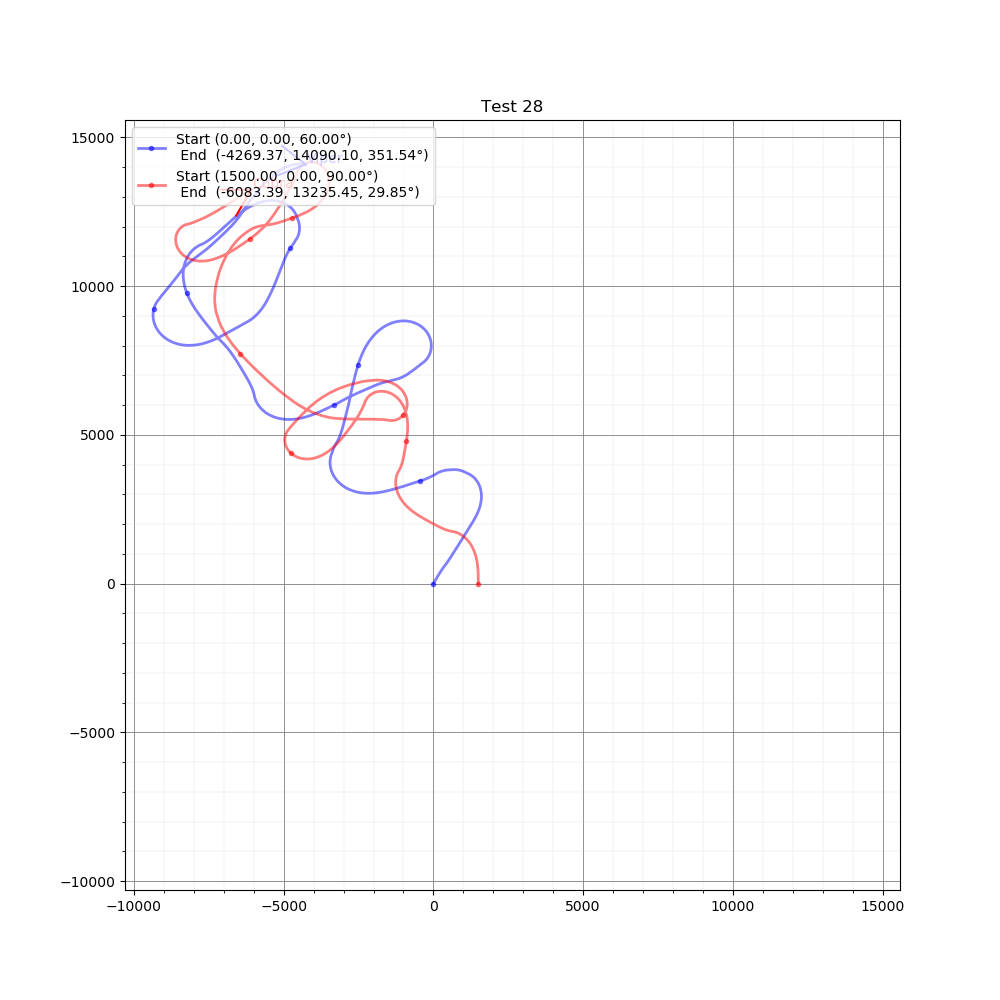 Test 28
Start (0.00, 0.00, 60.00°)
End (-4269.37, 14090.10, 351.54°)
Start (1500.00, 0.00, 90.00°)
End (-6083.39, 13235.45, 29.85°)
15000
10000
5000
0
−5000
−10000
−10000 −5000 0 5000 10000 15000